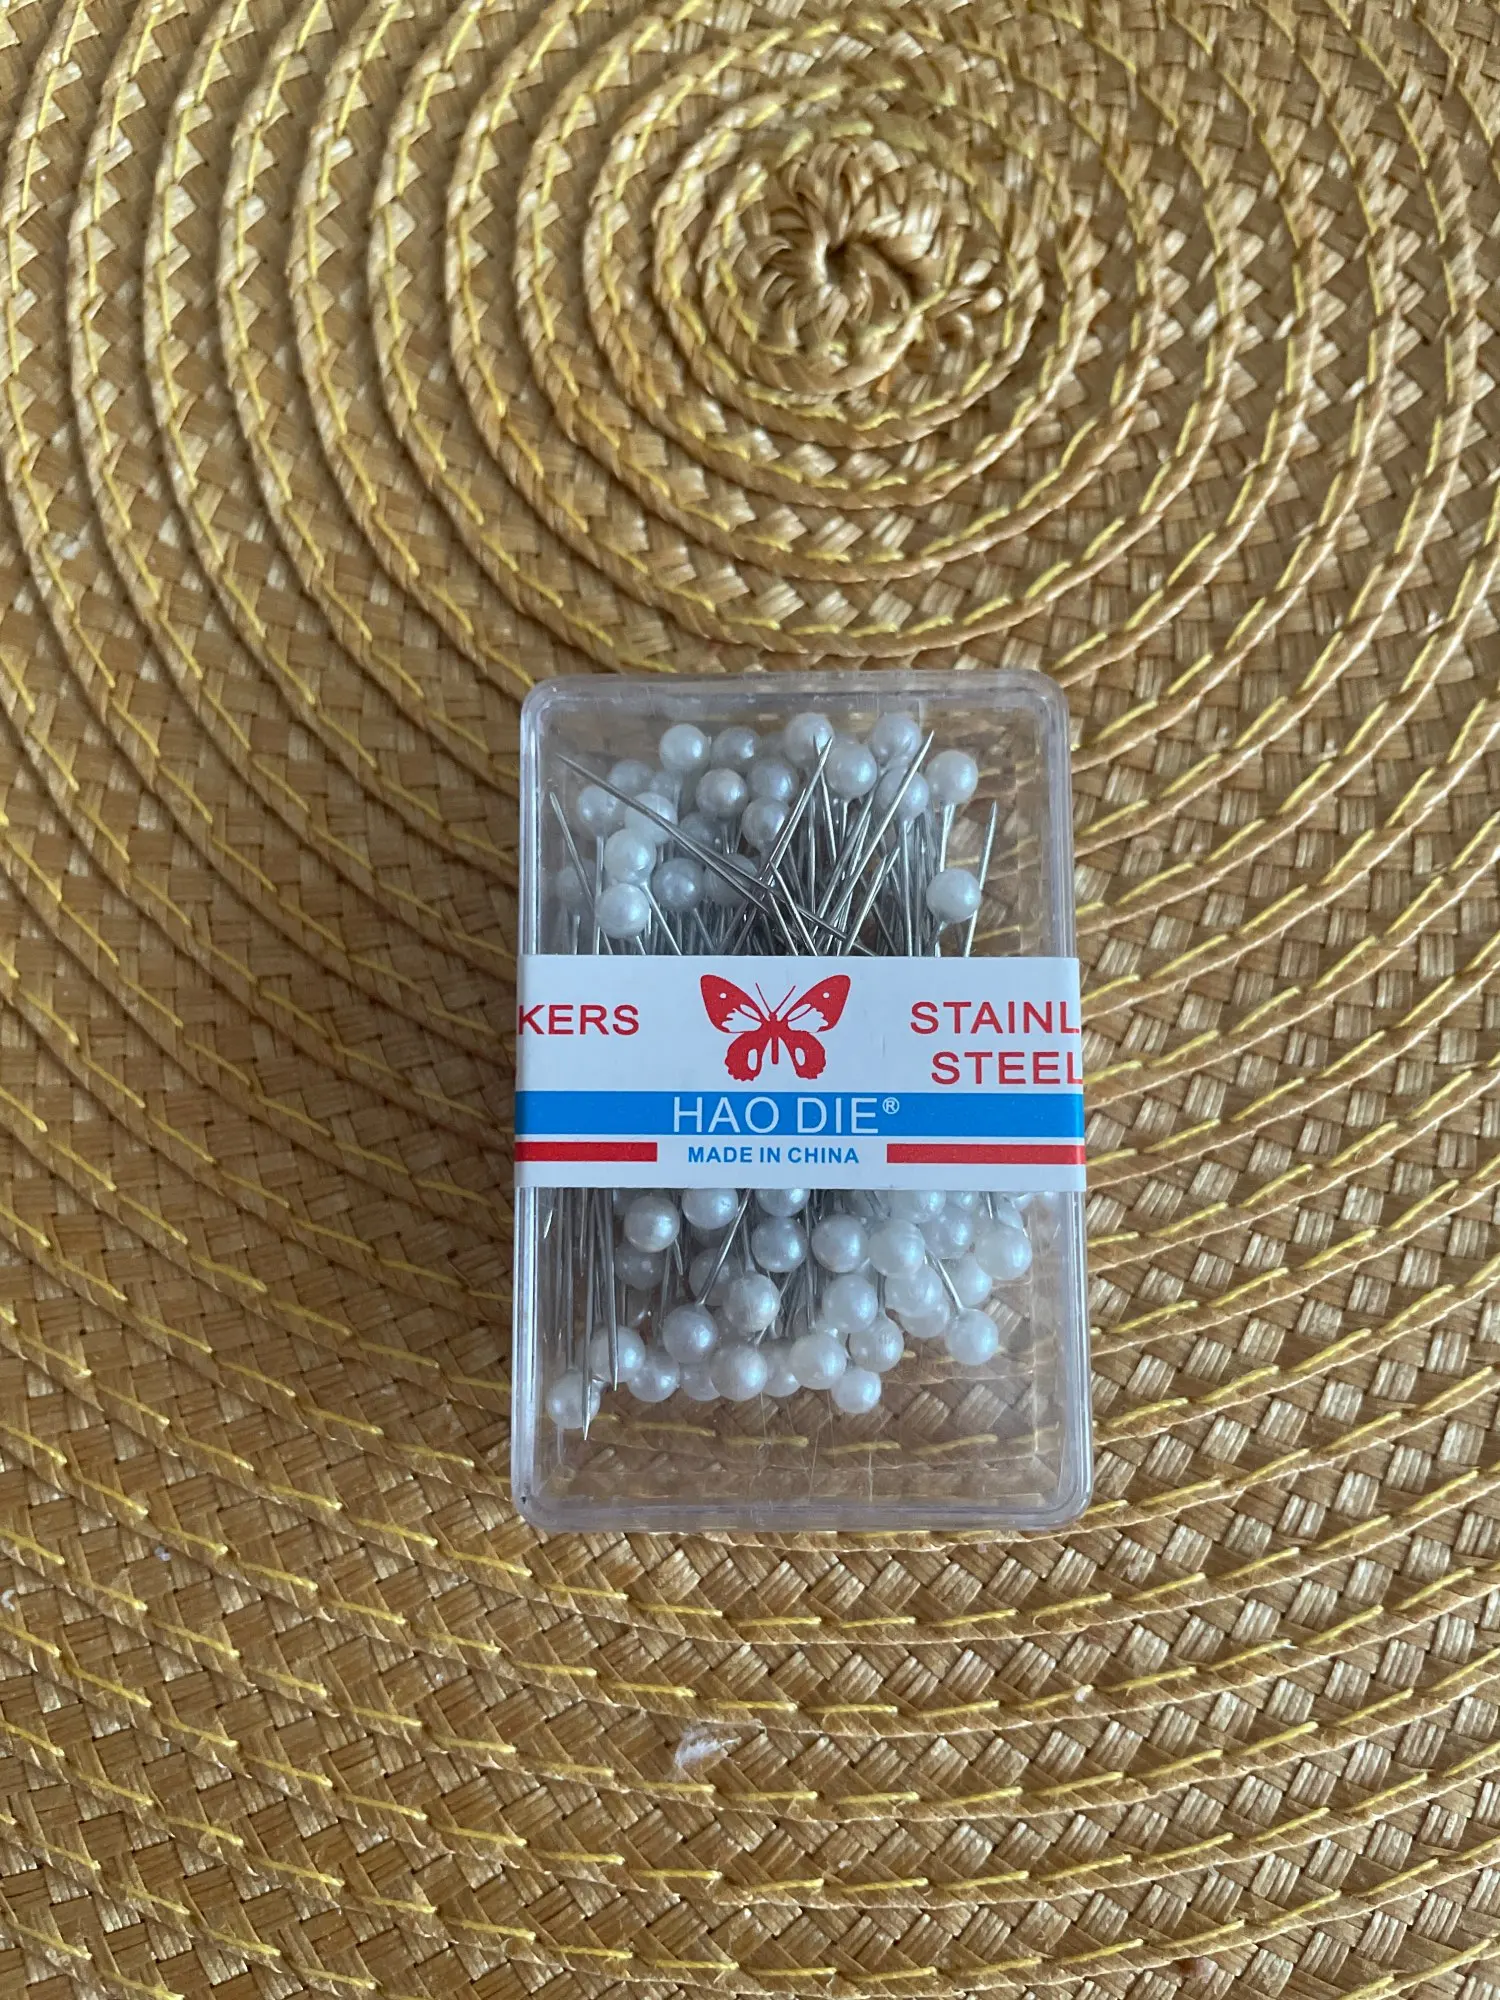 KERS
STAINL
STEEL
HAO DIE®
MADE IN CHINA